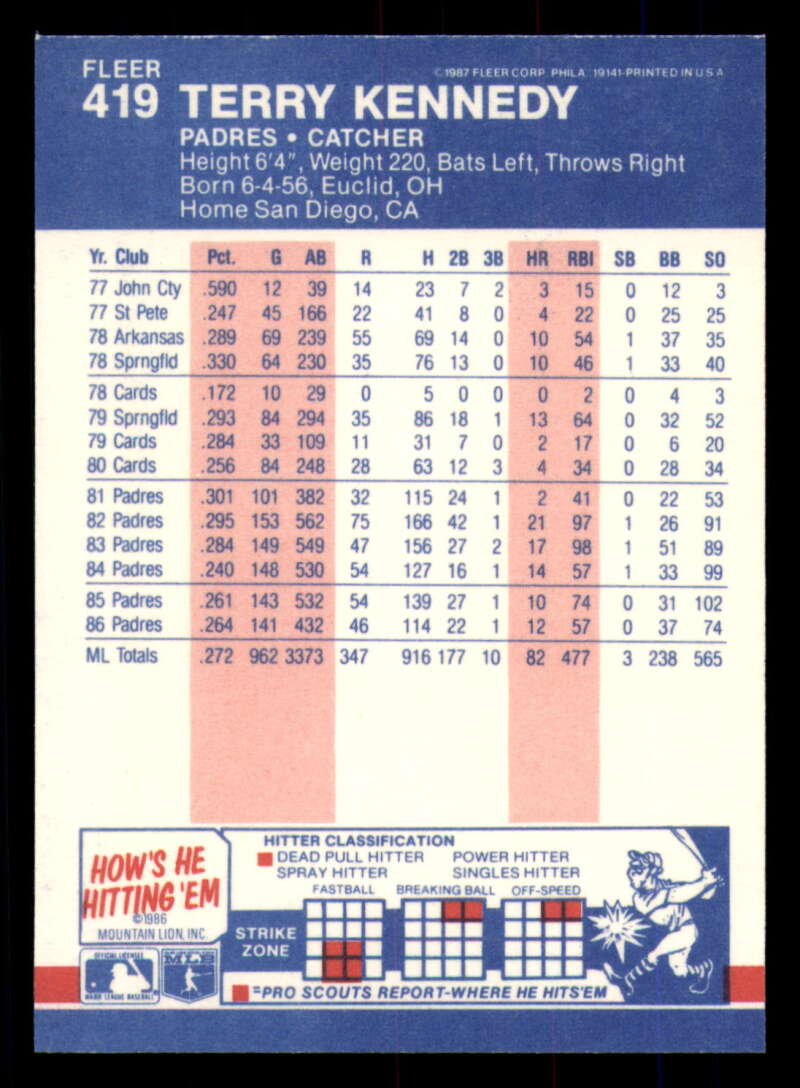 FLEER
©1987 FLEER CORP. PHILA. 19141-PRINTED IN U S A
419 TERRY KENNEDY
PADRES • CATCHER
Height 6'4", Weight 220, Bats Left, Throws Right
Born 6-4-56, Euclid, OH
Home San Diego, CA
Yr. Club Pct. G AB R H 2B 3B HR RBI SB BB SO
77 John Cty .590 12 39 14 23 7 2 3 15 0 12 3
77 St Pete .247 45 166 22 41 8 0 4 22 0 25 25
78 Arkansas .289 69 239 55 69 14 0 10 54 1 37 35
78 Sprngfld .330 64 230 35 76 13 0 10 46 1 33 40
78 Cards .172 10 29 0 5 0 0 0 2 0 4 3
79 Sprngfld .293 84 294 35 86 18 1 13 64 0 32 52
79 Cards .284 33 109 11 31 7 0 2 17 0 6 20
80 Cards .256 84 248 28 63 12 3 4 34 0 28 34
81 Padres .301 101 382 32 115 24 1 2 41 0 22 53
82 Padres .295 153 562 75 166 42 1 21 97 1 26 91
83 Padres .284 149 549 47 156 27 2 17 98 1 51 89
84 Padres .240 148 530 54 127 16 1 14 57 1 33 99
85 Padres .261 143 532 54 139 27 1 10 74 0 31 102
86 Padres .264 141 432 46 114 22 1 12 57 0 37 74
ML Totals .272 962 3373 347 916 177 10 82 477 3 238 565
HOW'S HE
HITTING 'EM
©1986
MOUNTAIN LION, INC.
HITTER CLASSIFICATION
DEAD PULL HITTER POWER HITTER
SPRAY HITTER SINGLES HITTER
FASTBALL BREAKING BALL OFF-SPEED
STRIKE
ZONE
=PRO SCOUTS REPORT-WHERE HE HITS'EM
OFFICIAL LICENSEE
MAJOR LEAGUE BASEBALL
MLB